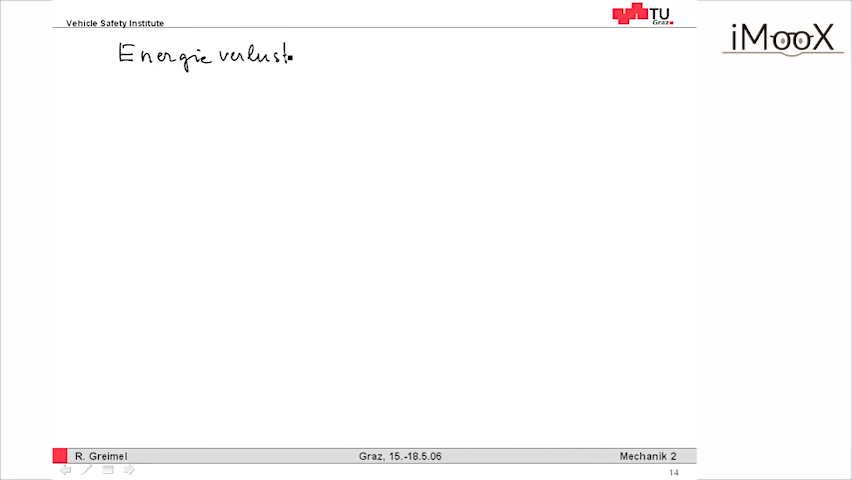 Vehicle Safety Institute
TU
Graz
iMooX
Energieverlust
R. Greimel
Graz, 15.-18.5.06
Mechanik 2
14